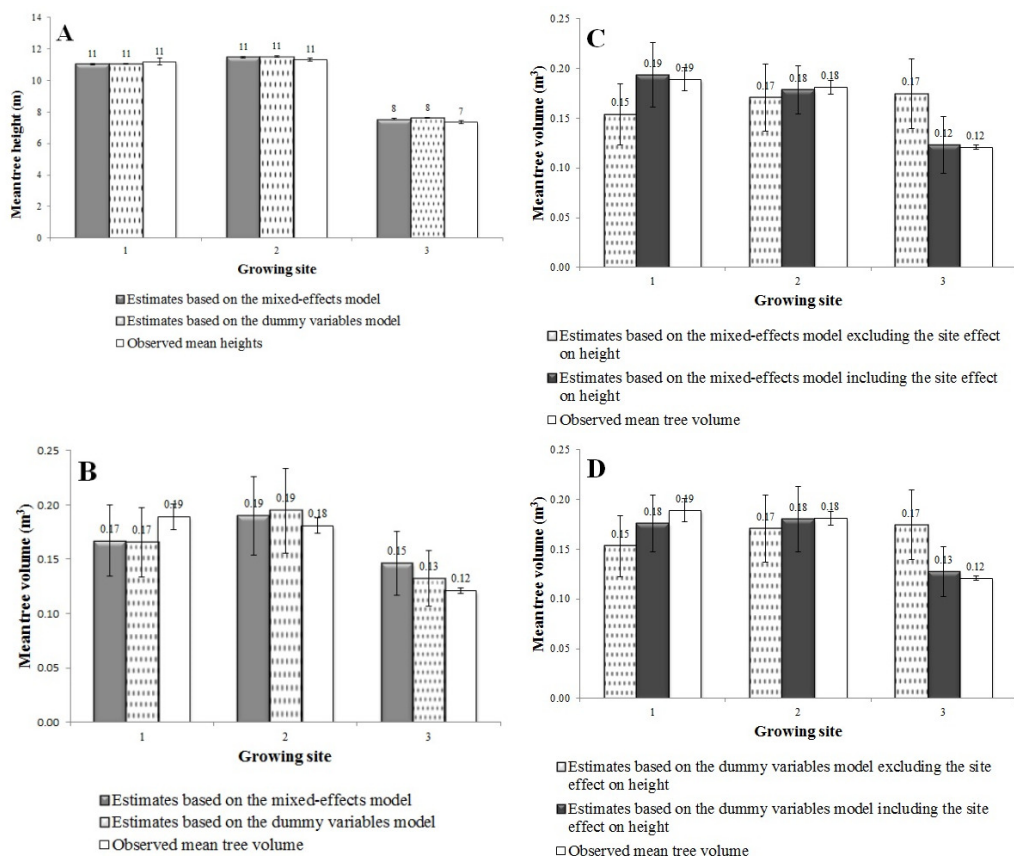 A
Mean tree height (m)
14
12
10
8
6
4
2
0
11 11 11
11 11 11
8 8 7
1 2 3
Growing site
Estimates based on the mixed-effects model
Estimates based on the dummy variables model
Observed mean heights
B
Mean tree volume (m³)
0.25
0.20
0.15
0.10
0.05
0.00
0.17 0.17 0.19
0.19 0.19 0.18
0.15 0.13 0.12
1 2 3
Growing site
Estimates based on the mixed-effects model
Estimates based on the dummy variables model
Observed mean tree volume
C
Mean tree volume (m³)
0.25
0.20
0.15
0.10
0.05
0.00
0.15 0.19 0.19
0.17 0.18 0.18
0.17 0.12 0.12
1 2 3
Growing site
Estimates based on the mixed-effects model excluding the site effect
on height
Estimates based on the mixed-effects model including the site effect
on height
Observed mean tree volume
D
Mean tree volume (m³)
0.25
0.20
0.15
0.10
0.05
0.00
0.15 0.18 0.19
0.17 0.18 0.18
0.17 0.13 0.12
1 2 3
Growing site
Estimates based on the dummy variables model excluding the site
effect on height
Estimates based on the dummy variables model including the site
effect on height
Observed mean tree volume